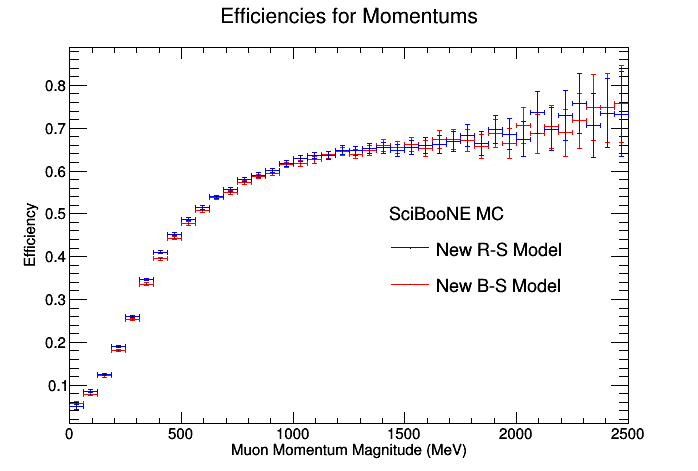 Efficiencies for Momentums
Efficiency
0.8
0.7
0.6
0.5
0.4
0.3
0.2
0.1
SciBooNE MC
New R-S Model
New B-S Model
0 500 1000 1500 2000 2500
Muon Momentum Magnitude (MeV)